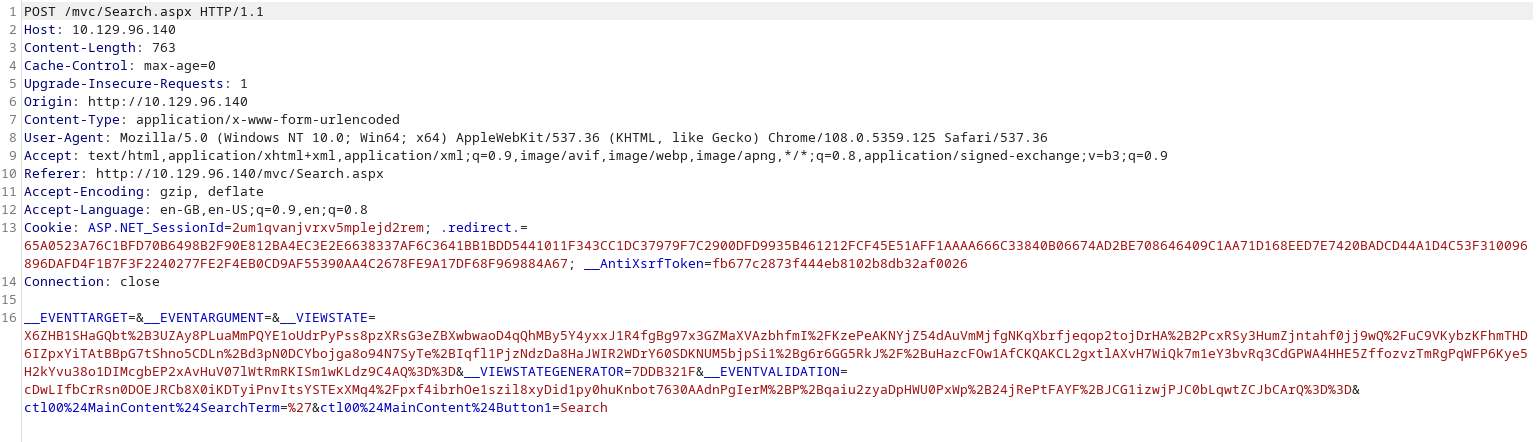 1 POST /mvc/Search.aspx HTTP/1.1
2 Host: 10.129.96.140
3 Content-Length: 763
4 Cache-Control: max-age=0
5 Upgrade-Insecure-Requests: 1
6 Origin: http://10.129.96.140
7 Content-Type: application/x-www-form-urlencoded
8 User-Agent: Mozilla/5.0 (Windows NT 10.0; Win64; x64) AppleWebKit/537.36 (KHTML, like Gecko) Chrome/108.0.5359.125 Safari/537.36
9 Accept: text/html,application/xhtml+xml,application/xml;q=0.9,image/avif,image/webp,image/apng,*/*;q=0.8,application/signed-exchange;v=b3;q=0.9
10 Referer: http://10.129.96.140/mvc/Search.aspx
11 Accept-Encoding: gzip, deflate
12 Accept-Language: en-GB,en-US;q=0.9,en;q=0.8
13 Cookie: ASP.NET_SessionId=2um1qvanjvrxv5mplejd2rem; .redirect.=
65A0523A76C1BFD70B6498B2F90E812BA4EC3E2E6638337AF6C3641BB1BDD5441011F343CC1DC37979F7C2900DFD9935B461212FCF45E51AFF1AAAA666C33840B06674AD2BE708646409C1AA71D168EED7E7420BADCD44A1D4C53F310096
896DAFD4F1B7F3F2240277FE2F4EB0CD9AF55390AA4C2678FE9A17DF68F969884A67; __AntiXsrfToken=fb677c2873f444eb8102b8db32af0026
14 Connection: close
15
16 __EVENTTARGET=&__EVENTARGUMENT=&__VIEWSTATE=
X6ZHB1SHaGQbt%2B3UZAy8PLuaMmPQYE1oUdrPyPss8pzXRsG3eZBXwbwaoD4qQhMBy5Y4yxxJ1R4fgBg97x3GZMaXVAzbhfmI%2FKzePeAKNYjZ54dAuVmMjfgNKqXbrfjeqop2tojDrHA%2B2PcxRSy3HumZjntahf0jj9wQ%2FuC9VKybzKFhmTHD
6IZpxYiTAtBBpG7tShno5CDLn%2Bd3pN0DCYbojga8o94N7SyTe%2BIqfl1PjzNdzDa8HaJWIR2WDrY60SDKNUM5bjpSi1%2Bg6r6GG5RkJ%2F%2BuHazcFOw1AfCKQAKCL2gxtlAXvH7WiQk7m1eY3bvRq3CdGPWA4HHE5ZffozvzTmRgPqWFP6Kye5
H2kYvu38o1DIMcgbEP2xAvHuV07lWtRmRKISm1wKLdz9C4AQ%3D%3D&__VIEWSTATEGENERATOR=7DDB321F&__EVENTVALIDATION=
cDwLIfbCrRsn0DOEJRCb8X0iKDTyiPnvItsYSTExXMq4%2Fpxf4ibrhOe1szil8xyDid1py0huKnbot7630AAdnPgIerM%2BP%2Bqaiu2zyaDpHWU0PxWp%2B24jRePtFAYF%2BJCG1izwjPJC0bLqwtZCJbCArQ%3D%3D&
ctl00%24MainContent%24SearchTerm=%27&ctl00%24MainContent%24Button1=Search